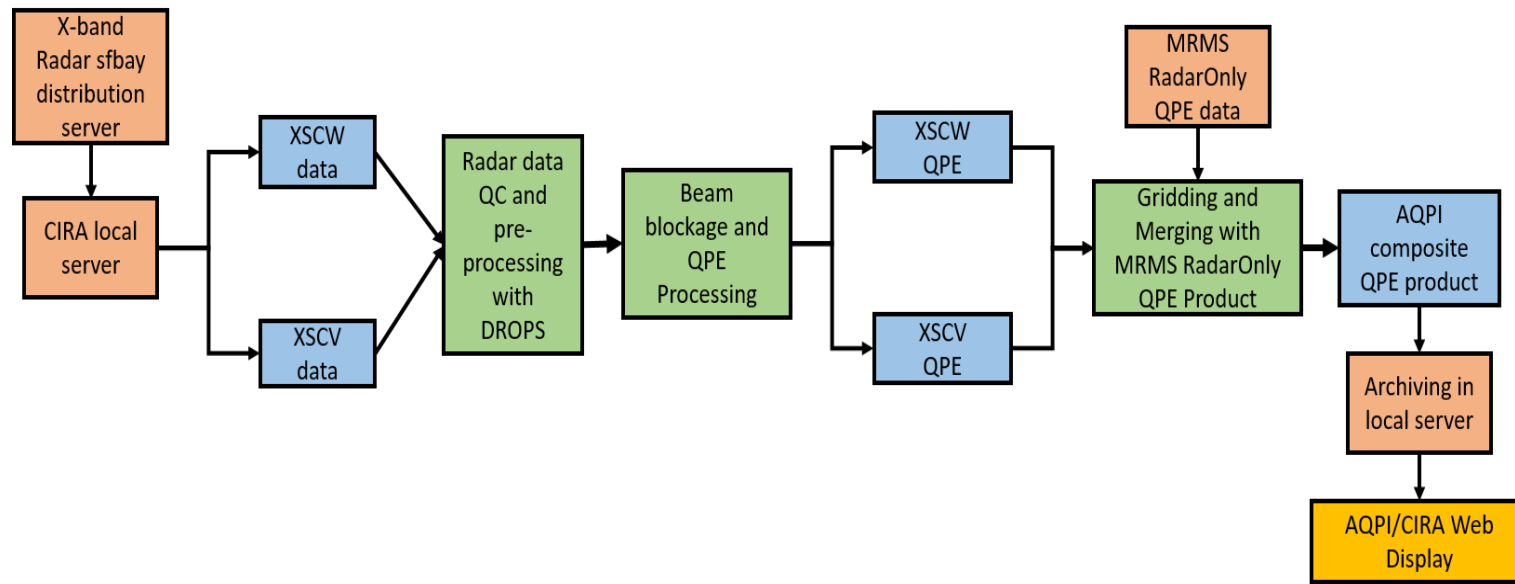 X-band
Radar sfbay
distribution
server
CIRA local
server
XSCW
data
XSCV
data
Radar data
QC and
pre-
processing
with
DROPS
Beam
blockage and
QPE
Processing
XSCW
QPE
XSCV
QPE
MRMS
RadarOnly
QPE data
Gridding and
Merging with
MRMS RadarOnly
QPE Product
AQPI
composite
QPE product
Archiving in
local server
AQPI/CIRA Web
Display